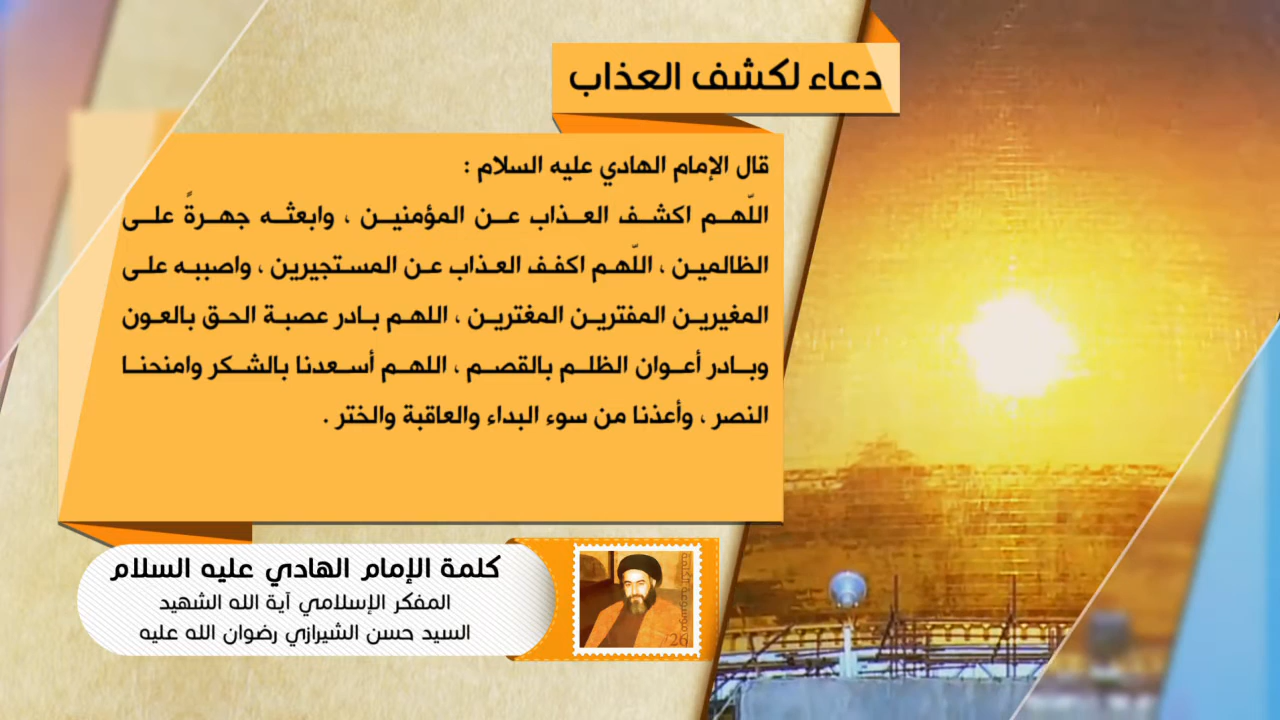 دعاء لكشف العذاب
قال الإمام الهادي عليه السلام :
اللّهم اكشف العذاب عن المؤمنين ، وابعثه جهرةً على
الظالمين ، اللّهم اكفف العذاب عن المستجيرين ، واصببه على
المغيرين المفترين المغترين ، اللهم بادر عصبة الحق بالعون
وبادر أعوان الظلم بالقصم ، اللهم أسعدنا بالشكر وامنحنا
النصر ، وأعذنا من سوء البداء والعاقبة والختر .
كلمة الإمام الهادي عليه السلام
المفكر الإسلامي آية الله الشهيد
السيد حسن الشيرازي رضوان الله عليه
26